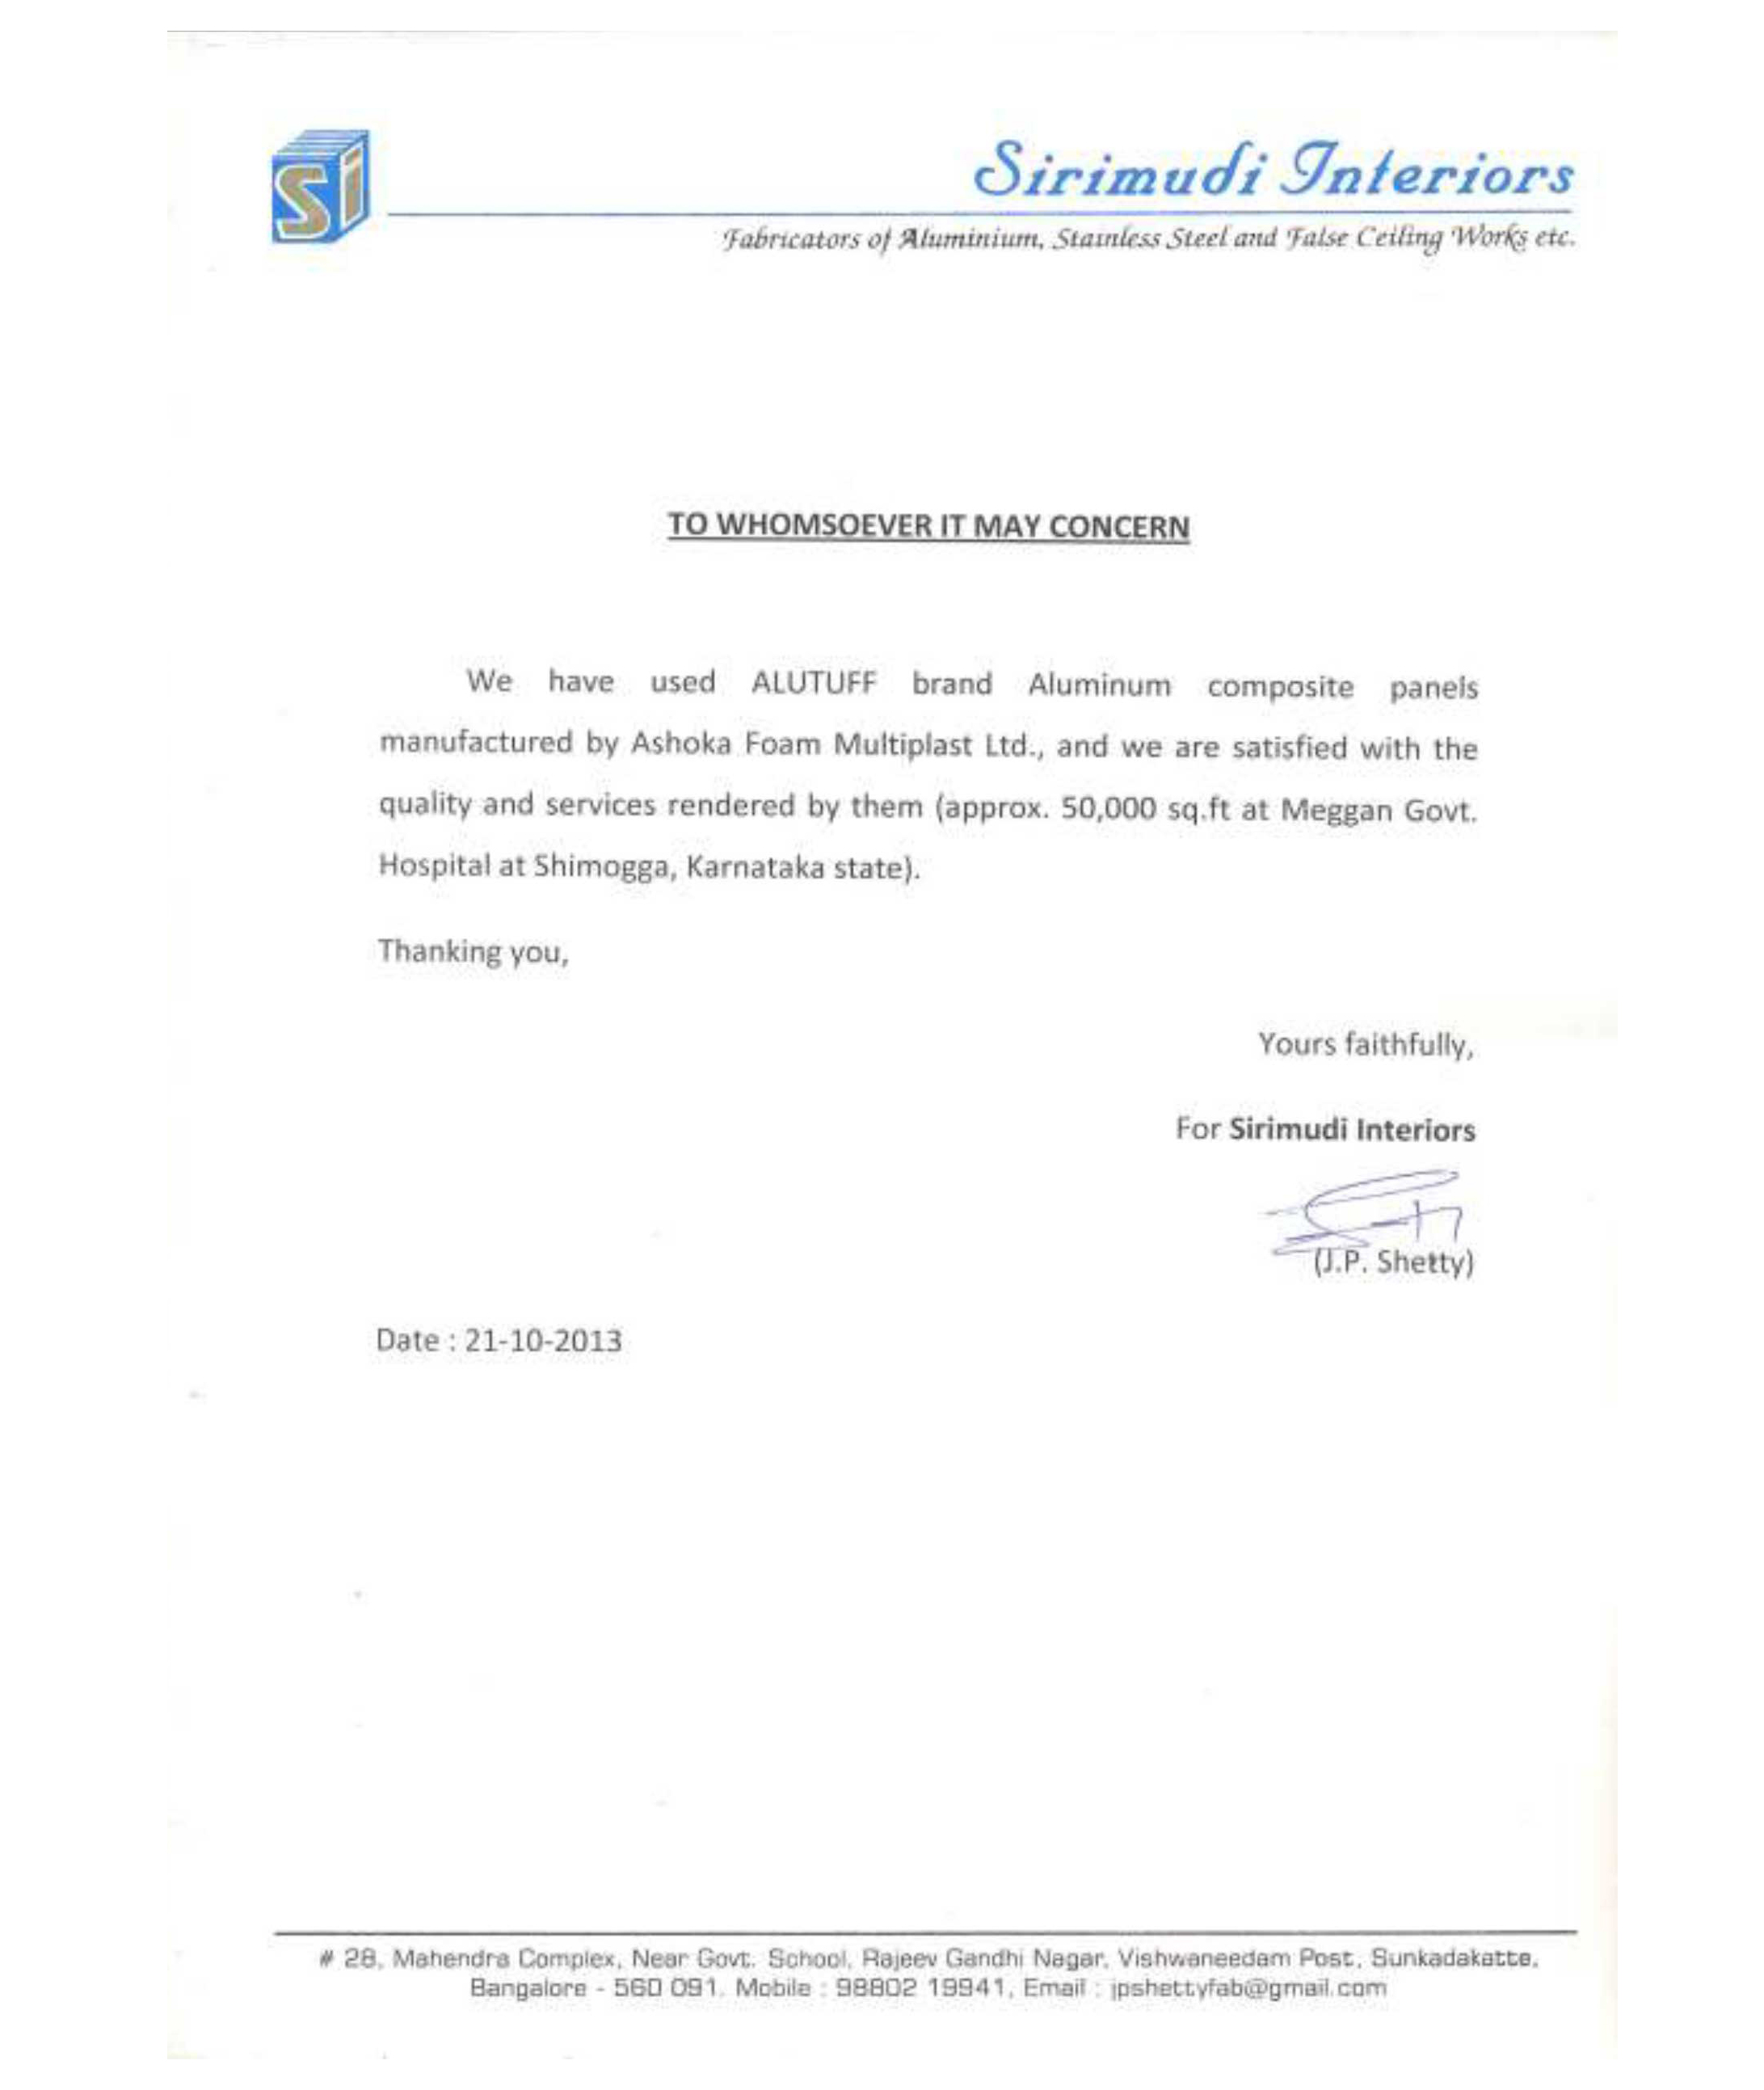 Si
Sirimudi Interiors
Fabricators of Aluminium, Stainless Steel and False Ceiling Works etc.
TO WHOMSOEVER IT MAY CONCERN
We have used ALUTUFF brand Aluminum composite panels
manufactured by Ashoka Foam Multiplast Ltd., and we are satisfied with the
quality and services rendered by them (approx. 50,000 sq.ft at Meggan Govt.
Hospital at Shimogga, Karnataka state).
Thanking you,
Yours faithfully,
For Sirimudi Interiors
(J.P. Shetty)
Date : 21-10-2013
# 28, Mahendra Complex, Near Govt. School, Rajeev Gandhi Nagar, Vishwaneedam Post, Sunkadakatte,
Bangalore - 560 091. Mobile : 98802 19941, Email : jpshettyfab@gmail.com